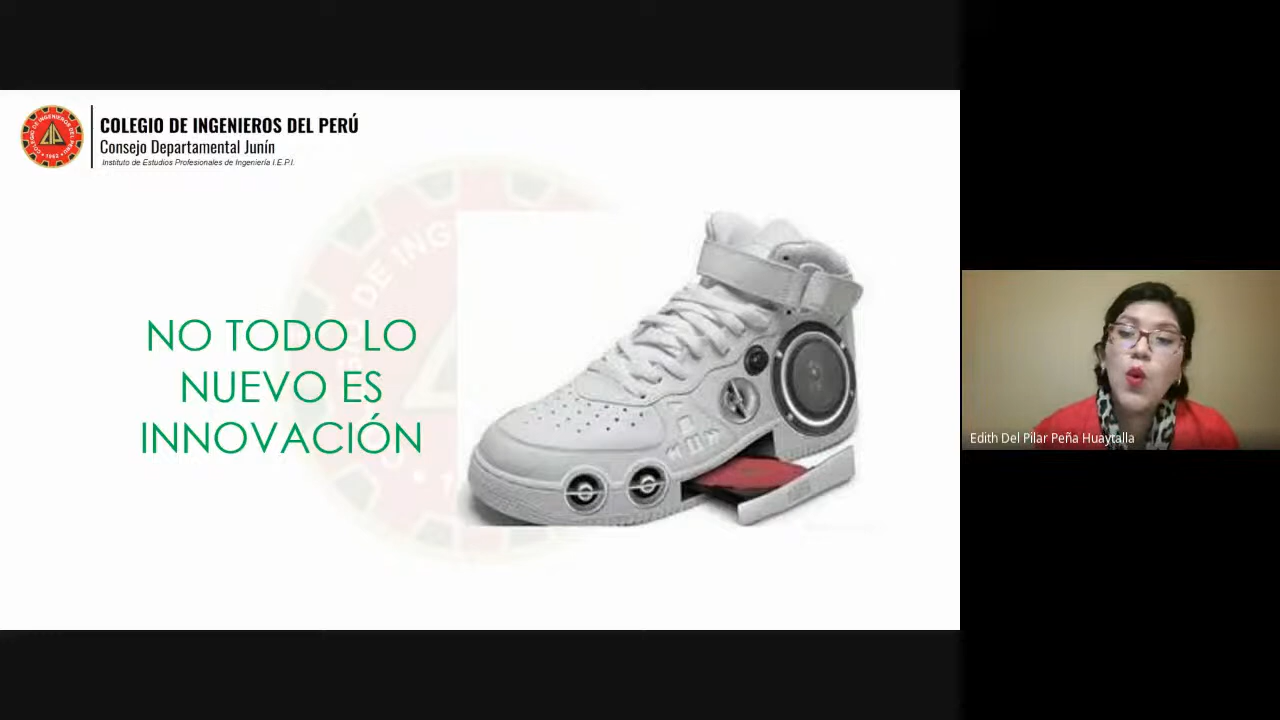 COLEGIO DE INGENIEROS DEL PERÚ
Consejo Departamental Junín
Instituto de Estudios Profesionales de Ingeniería I.E.P.I.
NO TODO LO
NUEVO ES
INNOVACIÓN
Edith Del Pilar Peña Huaytalla